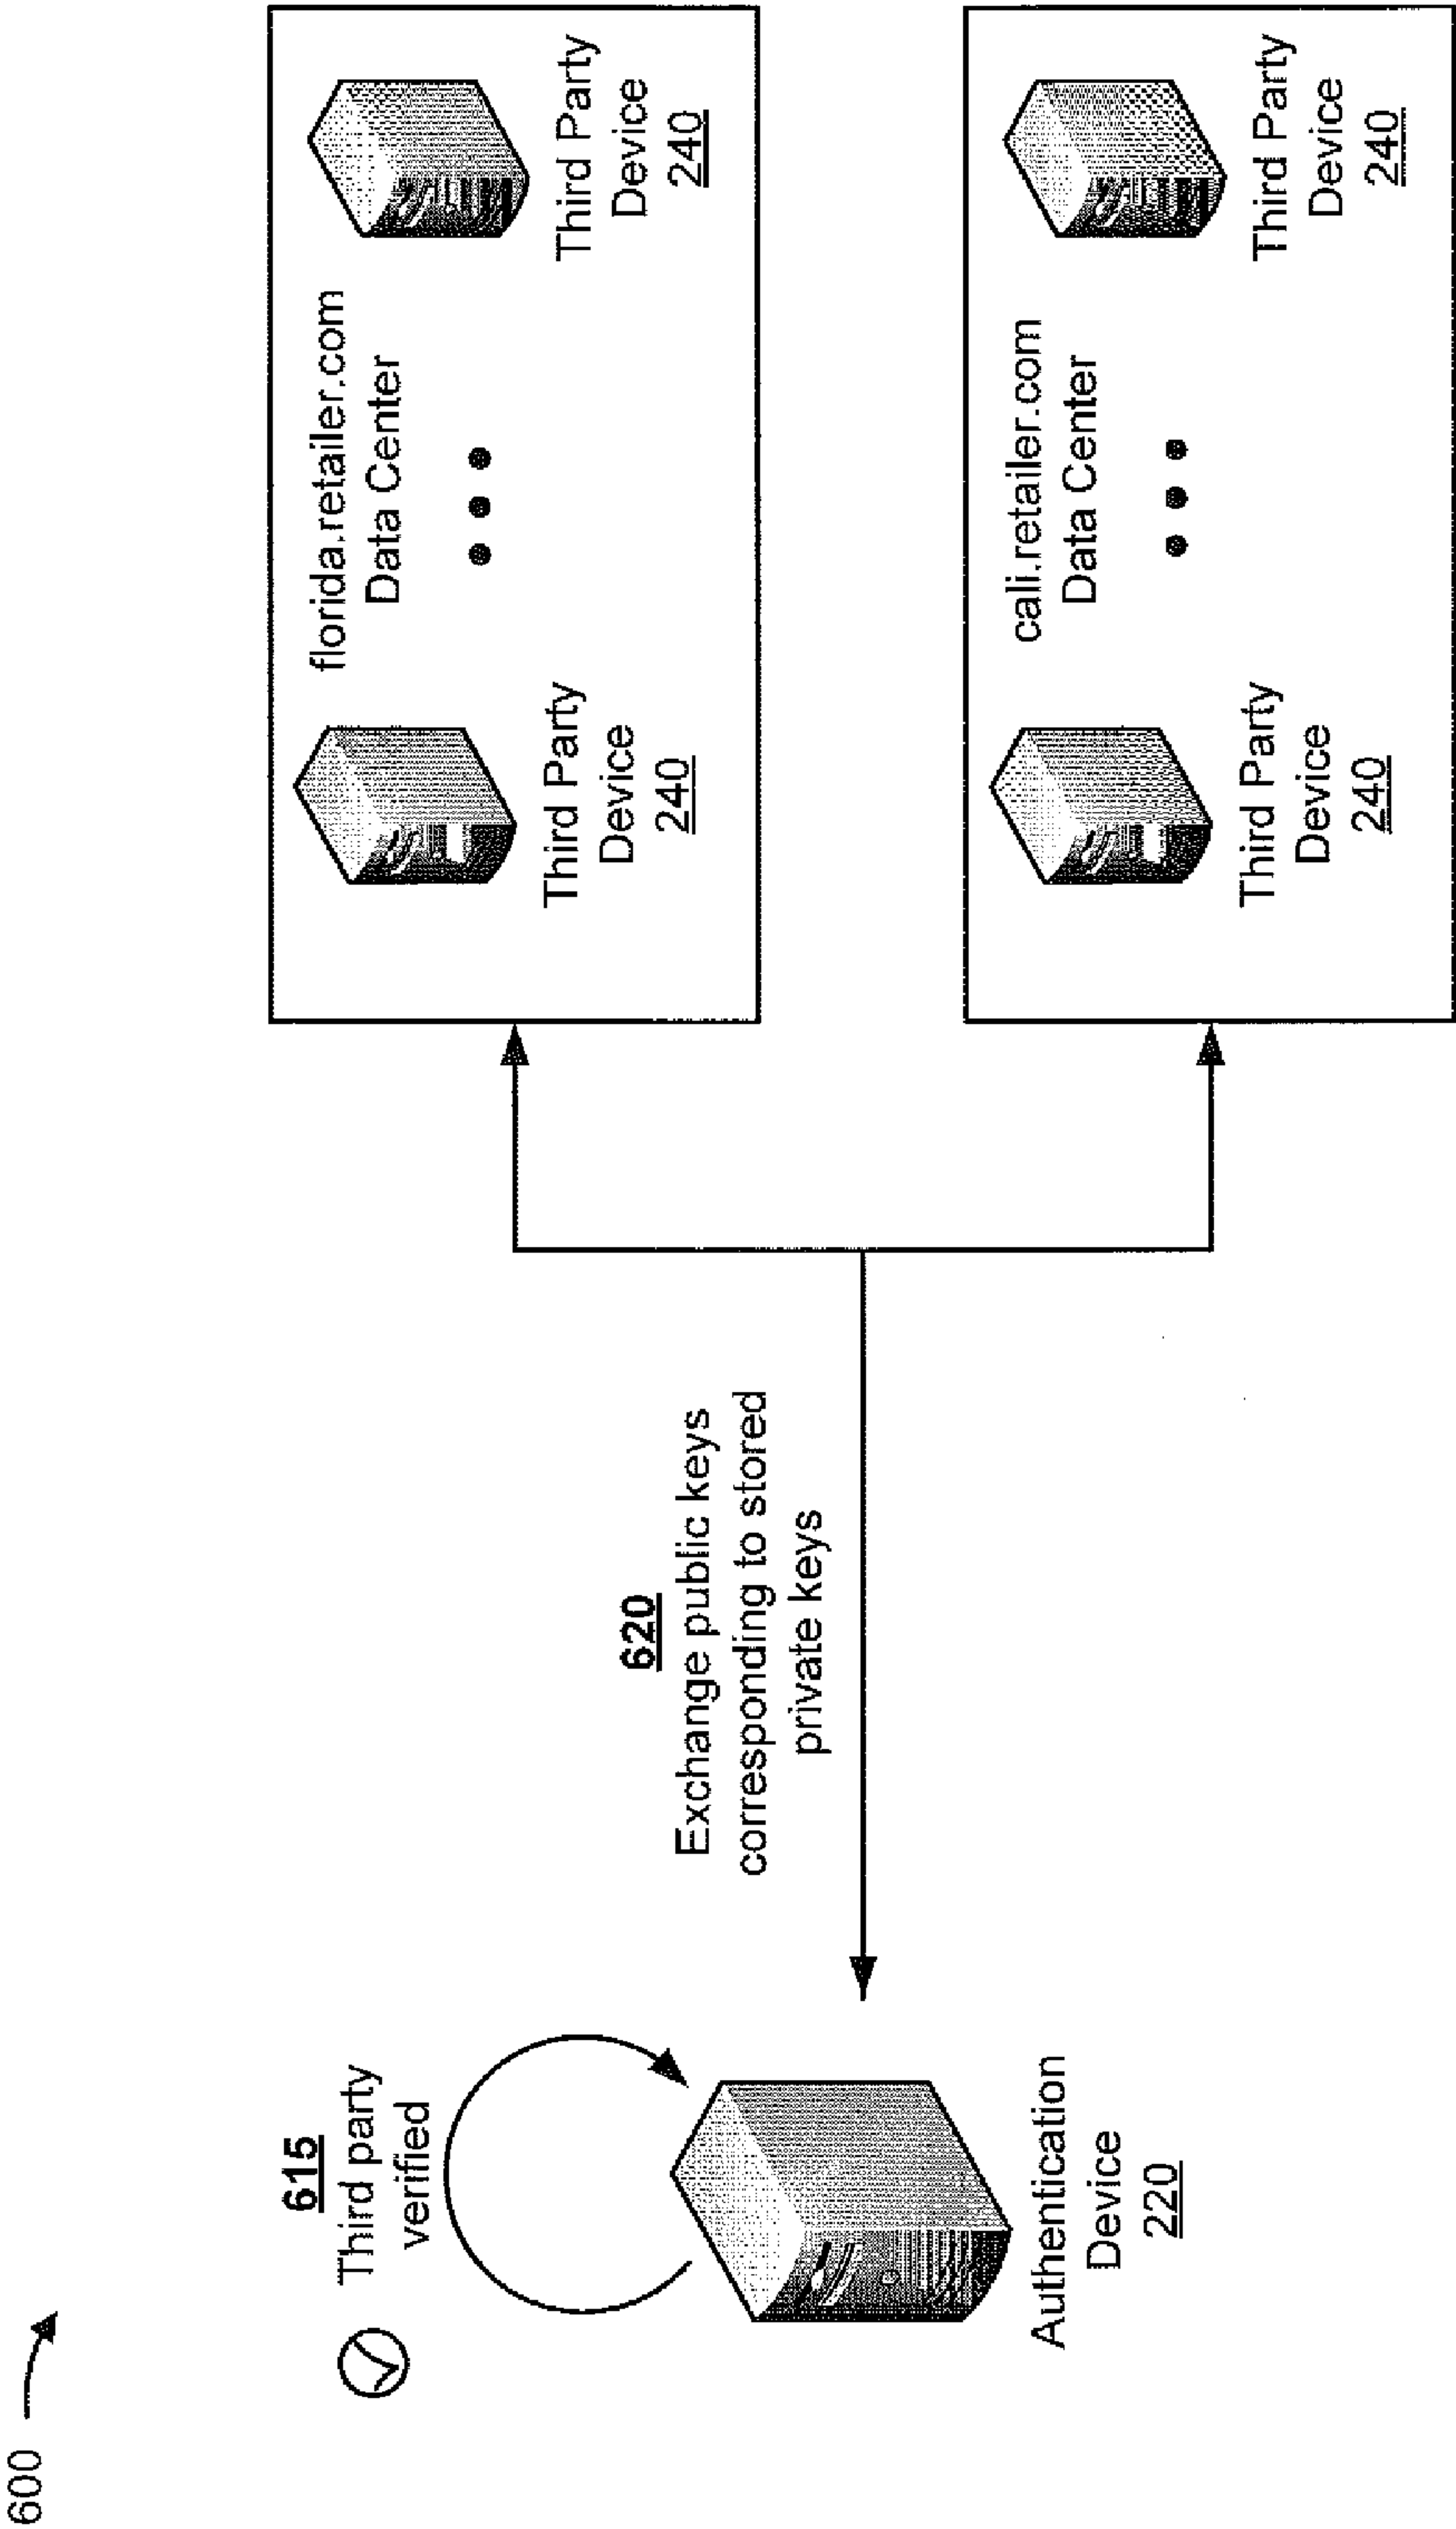 600
615
Third party
verified
Authentication
Device
220
620
Exchange public keys
corresponding to stored
private keys
florida.retailer.com
Data Center
Third Party
Device
240
Third Party
Device
240
cali.retailer.com
Data Center
Third Party
Device
240
Third Party
Device
240